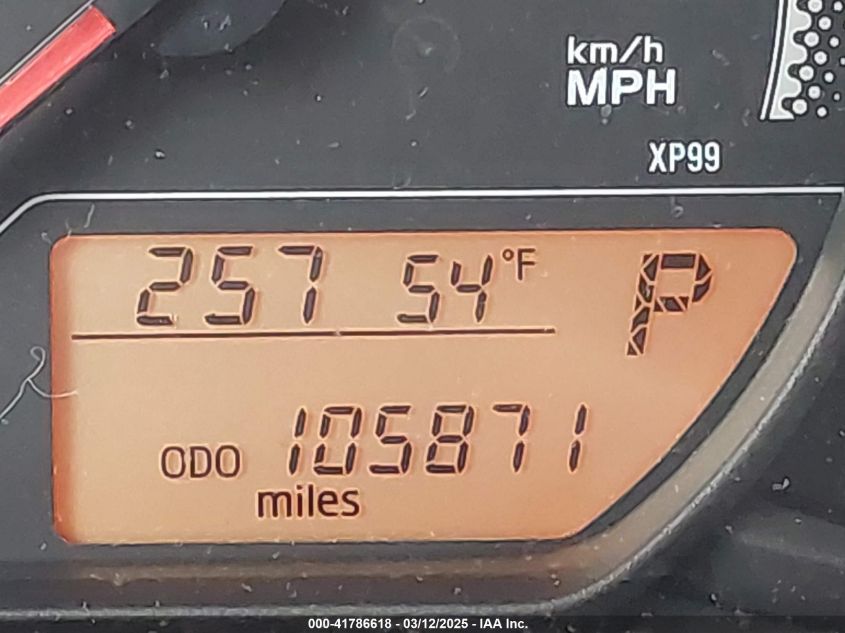 km/h
MPH
XP99
257 54°F P
ODO 105871
miles
000-41786618 - 03/12/2025 - IAA Inc.